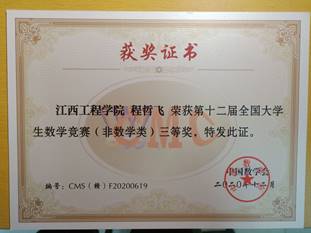 获奖证书
江西工程学院 程哲飞 荣获第十二届全国大学
生数学竞赛（非数学类）三等奖，特发此证。
中国数学会
编号：CMS（赣）F20200619
二〇二〇年十二月